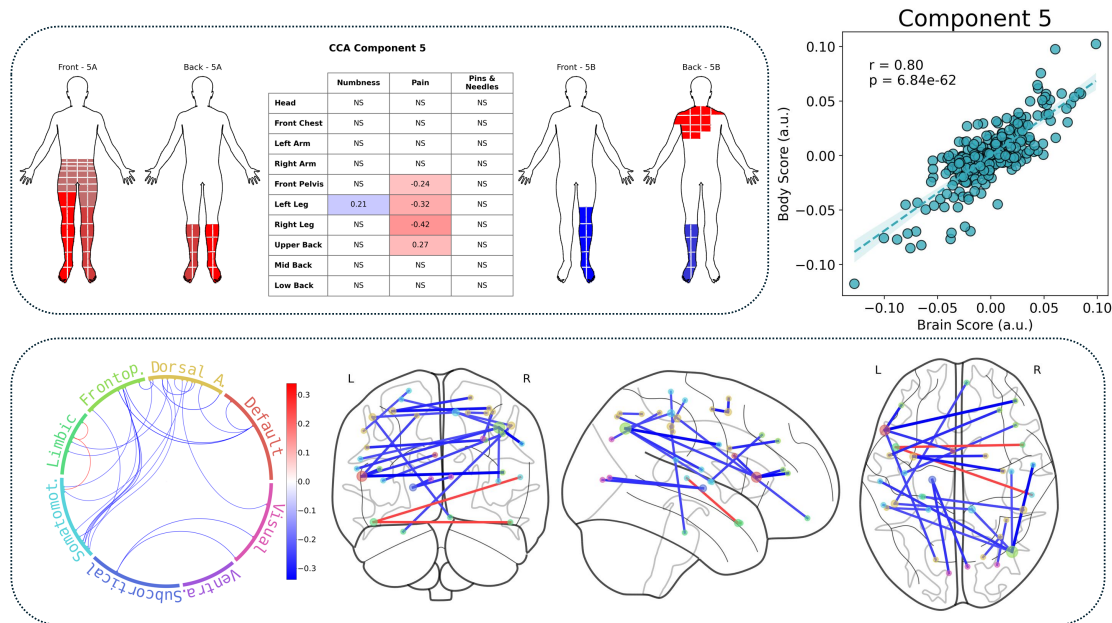 CCA Component 5
Front - 5A
Back - 5A
Numbness Pain Pins & Needles
Head NS NS NS
Front Chest NS NS NS
Left Arm NS NS NS
Right Arm NS NS NS
Front Pelvis NS -0.24 NS
Left Leg 0.21 -0.32 NS
Right Leg NS -0.42 NS
Upper Back NS 0.27 NS
Mid Back NS NS NS
Low Back NS NS NS
Front - 5B
Back - 5B
Component 5
r = 0.80
p = 6.84e-62
Body Score (a.u.)
0.10
0.05
0.00
−0.05
−0.10
−0.10 −0.05 0.00 0.05 0.10
Brain Score (a.u.)
Frontop.
Dorsal A.
Default
Visual
Ventra.
Subcortical
Somatomot.
Limbic
0.3
0.2
0.1
0.0
−0.1
−0.2
−0.3
L R
L R